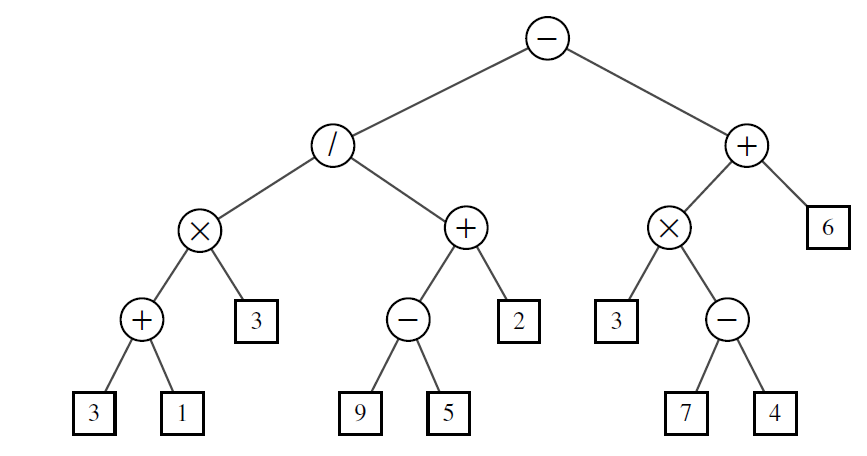 −
/ +
× + × 6
+ 3 − 2 3 −
3 1 9 5 7 4